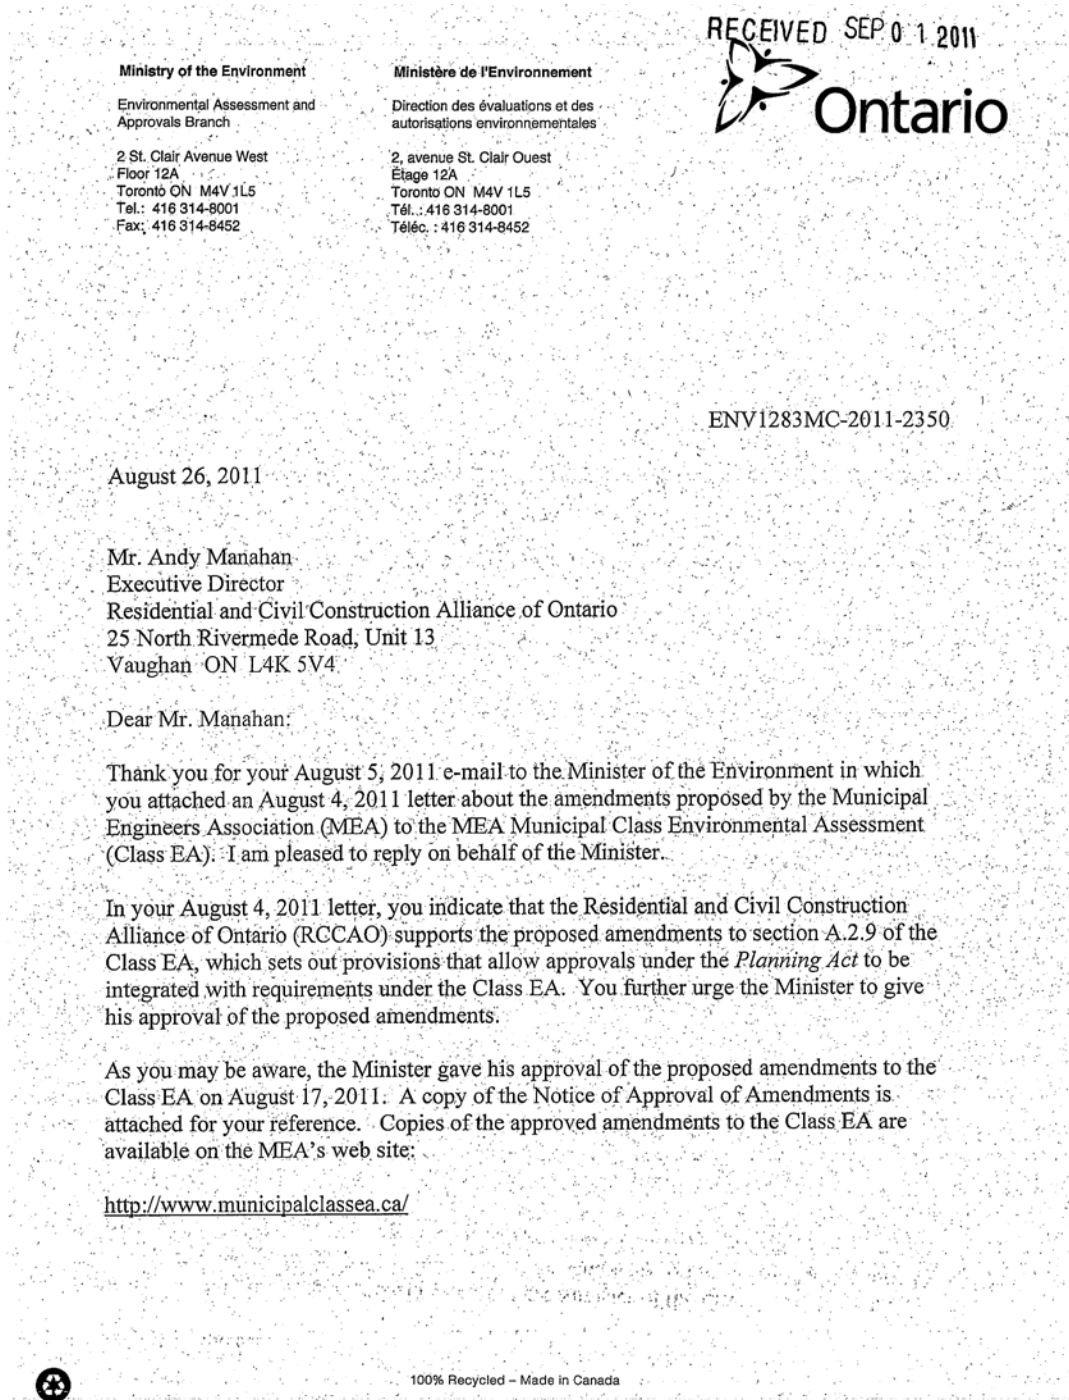 RECEIVED SEP 0 1 2011
Ontario
Ministry of the Environment
Environmental Assessment and
Approvals Branch
2 St. Clair Avenue West
Floor 12A
Toronto ON M4V 1L5
Tel.: 416 314-8001
Fax: 416 314-8452
Ministère de l'Environnement
Direction des évaluations et des
autorisations environnementales
2, avenue St. Clair Ouest
Étage 12A
Toronto ON M4V 1L5
Tél. : 416 314-8001
Téléc. : 416 314-8452
ENV1283MC-2011-2350
August 26, 2011
Mr. Andy Manahan
Executive Director
Residential and Civil Construction Alliance of Ontario
25 North Rivermede Road, Unit 13
Vaughan ON L4K 5V4
Dear Mr. Manahan:
Thank you for your August 5, 2011 e-mail to the Minister of the Environment in which
you attached an August 4, 2011 letter about the amendments proposed by the Municipal
Engineers Association (MEA) to the MEA Municipal Class Environmental Assessment
(Class EA). I am pleased to reply on behalf of the Minister.
In your August 4, 2011 letter, you indicate that the Residential and Civil Construction
Alliance of Ontario (RCCAO) supports the proposed amendments to section A.2.9 of the
Class EA, which sets out provisions that allow approvals under the Planning Act to be
integrated with requirements under the Class EA. You further urge the Minister to give
his approval of the proposed amendments.
As you may be aware, the Minister gave his approval of the proposed amendments to the
Class EA on August 17, 2011. A copy of the Notice of Approval of Amendments is
attached for your reference. Copies of the approved amendments to the Class EA are
available on the MEA's web site:
http://www.municipalclassea.ca/
100% Recycled – Made in Canada